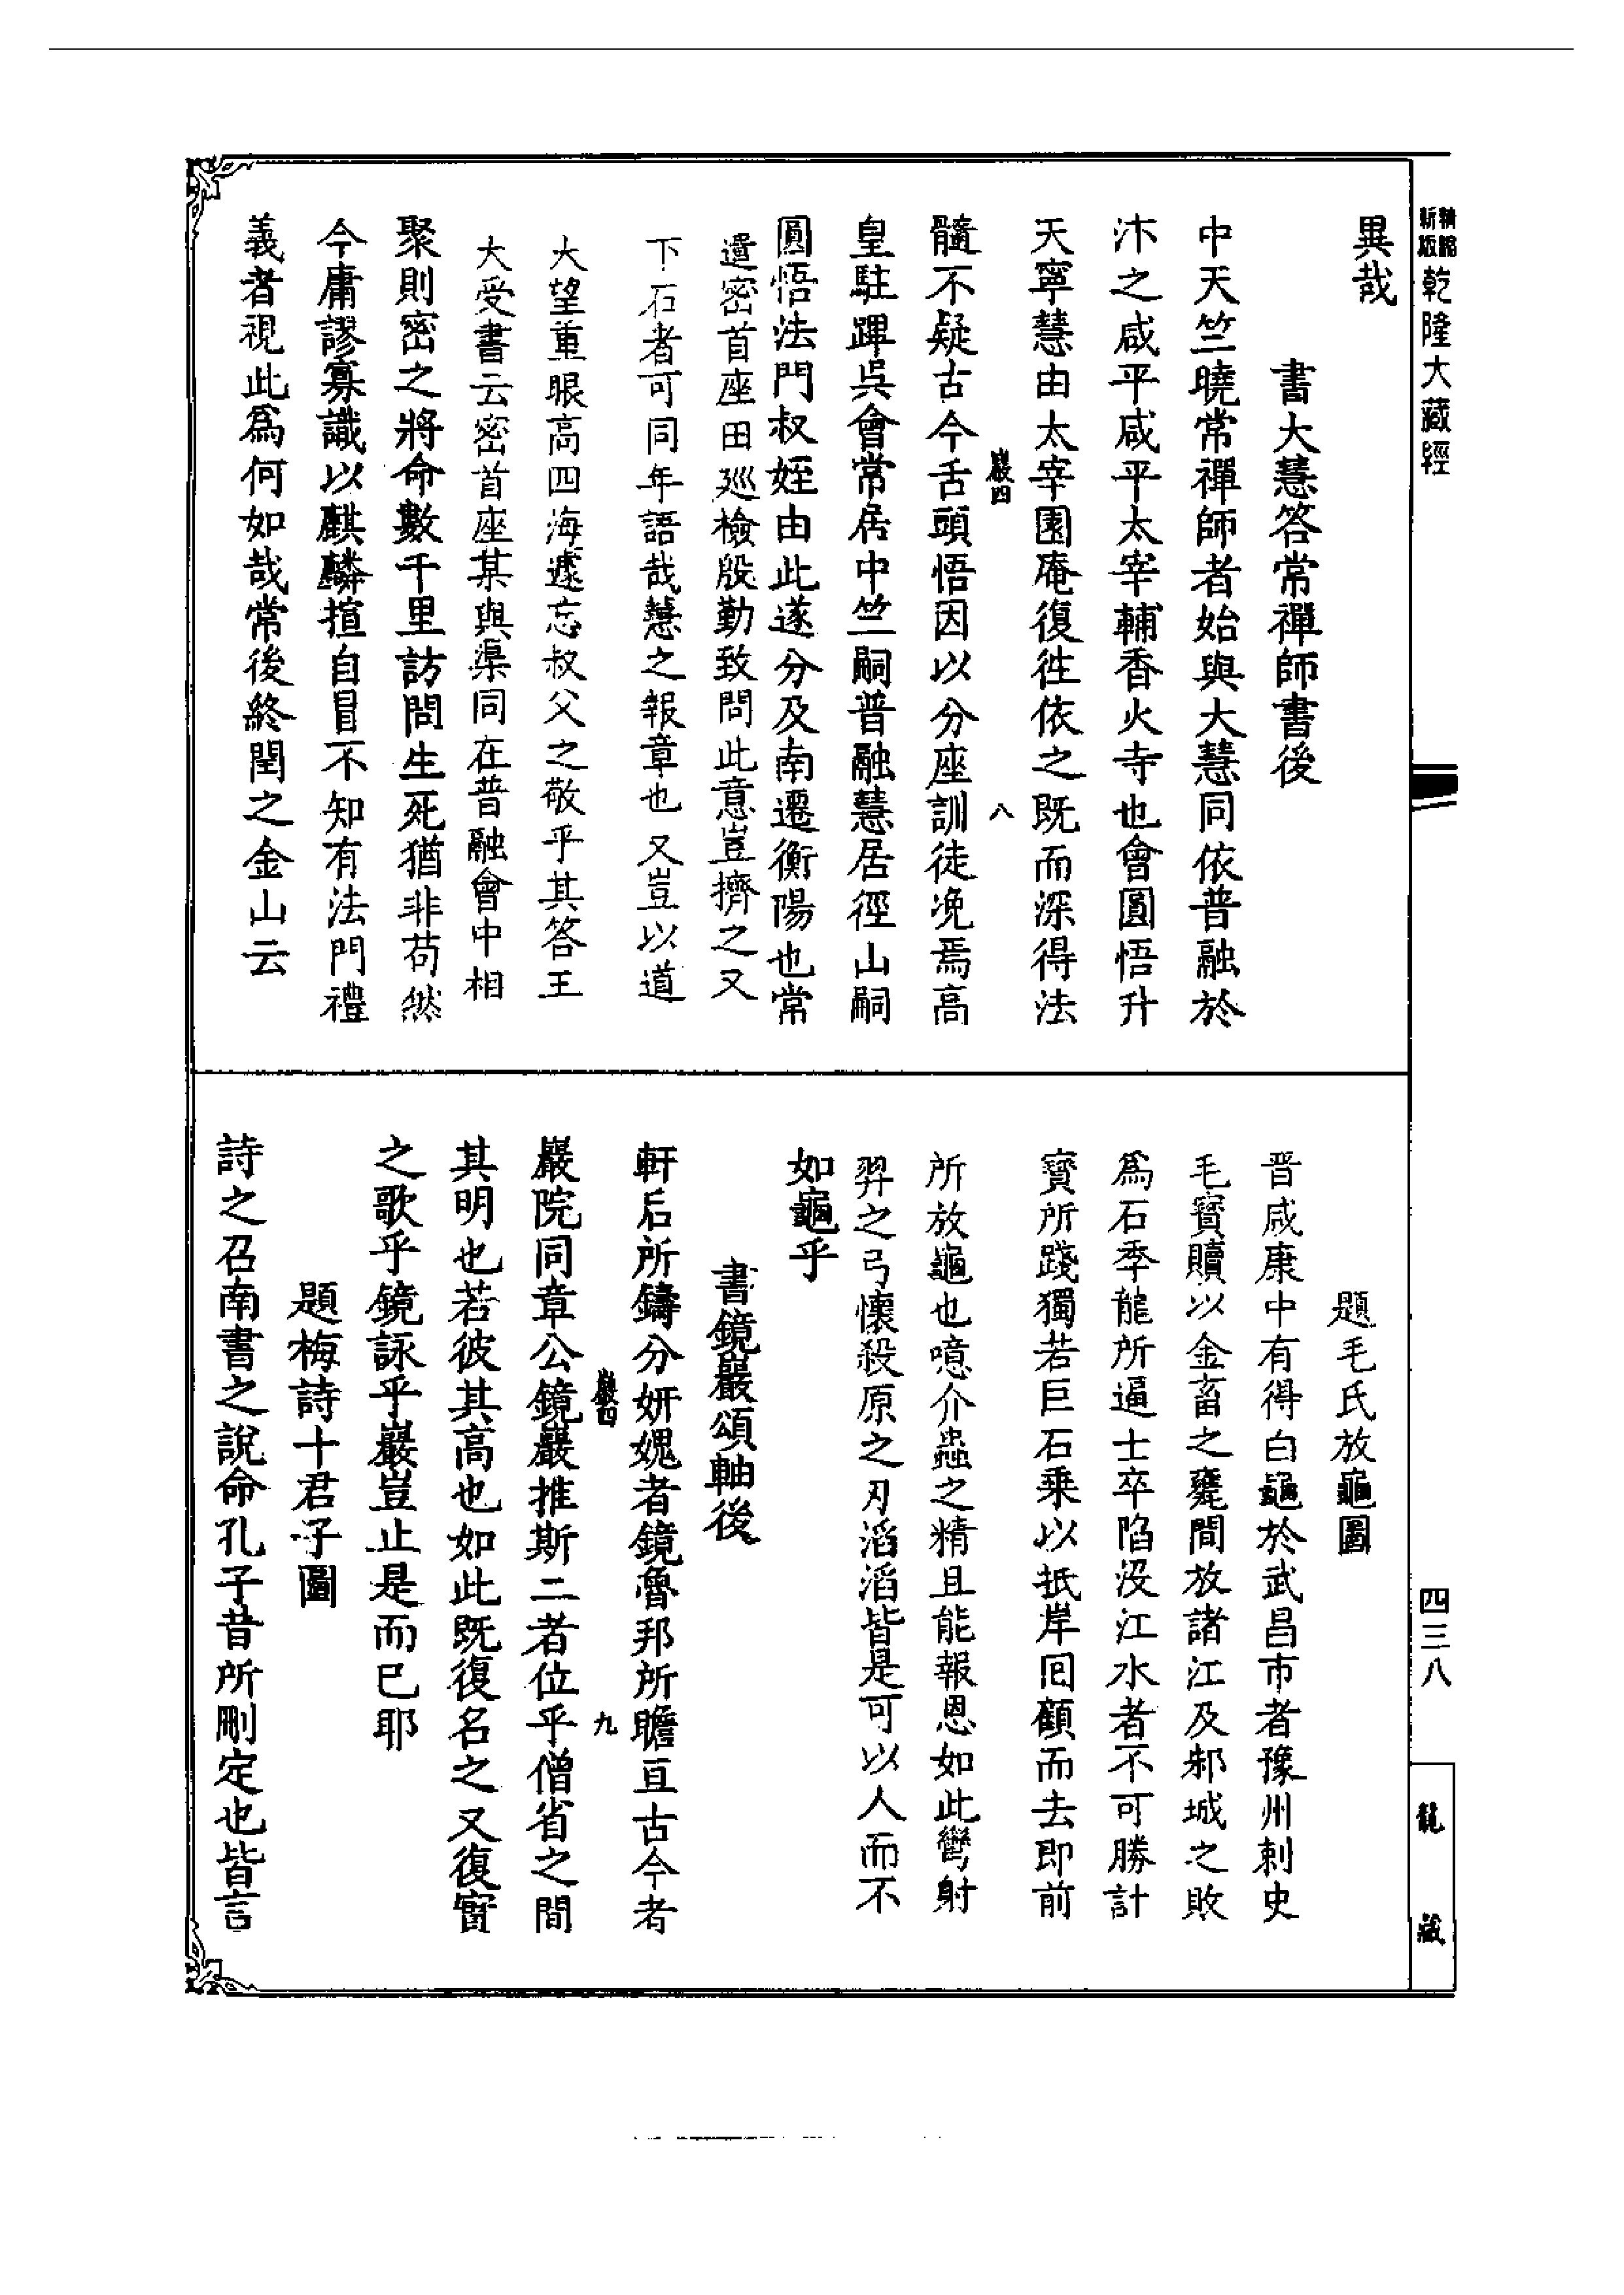 精編新版
乾隆大藏經
異哉
書大慧答常禪師書後
中天竺曉常禪師者始與大慧同依普融於
汴之咸平咸平太宰輔香火寺也會圓悟升
天寧慧由太宰園庵復徃依之既而深得法
巖四
八
髓不疑古今舌頭悟因以分座訓徒冼焉高
皇駐蹕吳會常居中竺嗣普融慧居徑山嗣
圓悟法門叔姪由此遂分及南遷衡陽也常
遣密首座田廵檢殷勤致問此意豈擠之又
下石者可同年語哉慧之報章也又豈以道
大望重眼高四海遽忘叔父之敬乎其答王
大受書云密首座某與渠同在普融會中相
聚則密之將命數千里訪問生死猶非苟然
今庸謬寡識以麒麟楦自冒不知有法門禮
義者視此爲何如哉常後終閏之金山云
題毛氏放龜圖
晋咸康中有得白龜於武昌市者豫州刺史
毛寶贖以金畜之甕間放諸江及邾城之敗
爲石季龍所逼士卒陷沒江水者不可勝計
寶所踐獨若巨石乘以抵岸囘顧而去即前
所放龜也噫介蟲之精且能報恩如此彎射
羿之弓懷殺原之刃滔滔皆是可以人而不
如龜乎
書鏡巖頌軸後
軒后所鑄分妍媿者鏡魯邦所瞻亘古今者
巖四
九
巖院同章公鏡巖推斯二者位乎僧省之間
其明也若彼其高也如此既復名之又復賓
之歌乎鏡詠乎巖豈止是而已耶
題梅詩十君子圖
詩之召南書之說命孔子昔所刪定也皆言
四三八
龍藏